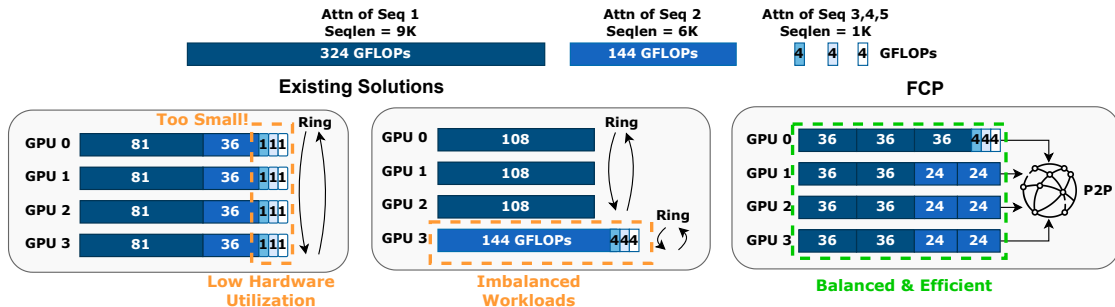 Attn of Seq 1
Seqlen = 9K
Attn of Seq 2
Seqlen = 6K
Attn of Seq 3,4,5
Seqlen = 1K
324 GFLOPs
144 GFLOPs
4 4 4 GFLOPs
Existing Solutions
FCP
Too Small!
Ring
GPU 0 81 36 1 1 1
GPU 1 81 36 1 1 1
GPU 2 81 36 1 1 1
GPU 3 81 36 1 1 1
Low Hardware
Utilization
Ring
GPU 0 108
GPU 1 108
GPU 2 108
Ring
GPU 3 144 GFLOPs 4 4 4
Imbalanced
Workloads
GPU 0 36 36 36 4 4 4
GPU 1 36 36 24 24
GPU 2 36 36 24 24
GPU 3 36 36 24 24
P2P
Balanced & Efficient